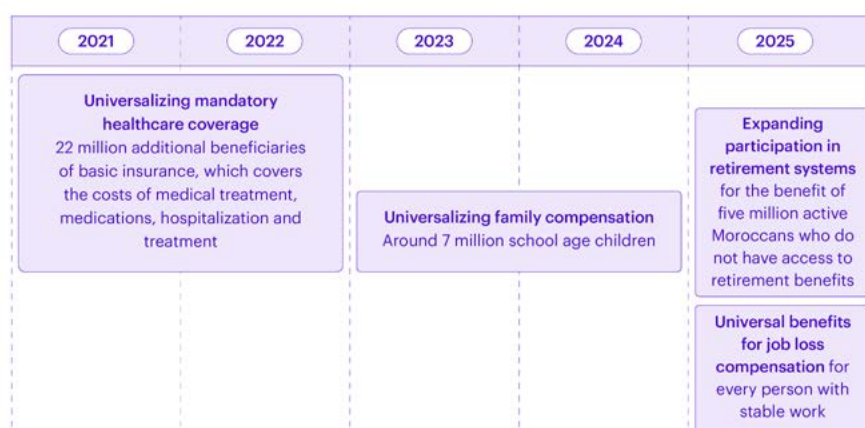 2021
2022
2023
2024
2025
Universalizing mandatory
healthcare coverage
22 million additional beneficiaries
of basic insurance, which covers
the costs of medical treatment,
medications, hospitalization and
treatment
Universalizing family compensation
Around 7 million school age children
Expanding
participation in
retirement systems
for the benefit of
five million active
Moroccans who do
not have access to
retirement benefits
Universal benefits
for job loss
compensation for
every person with
stable work